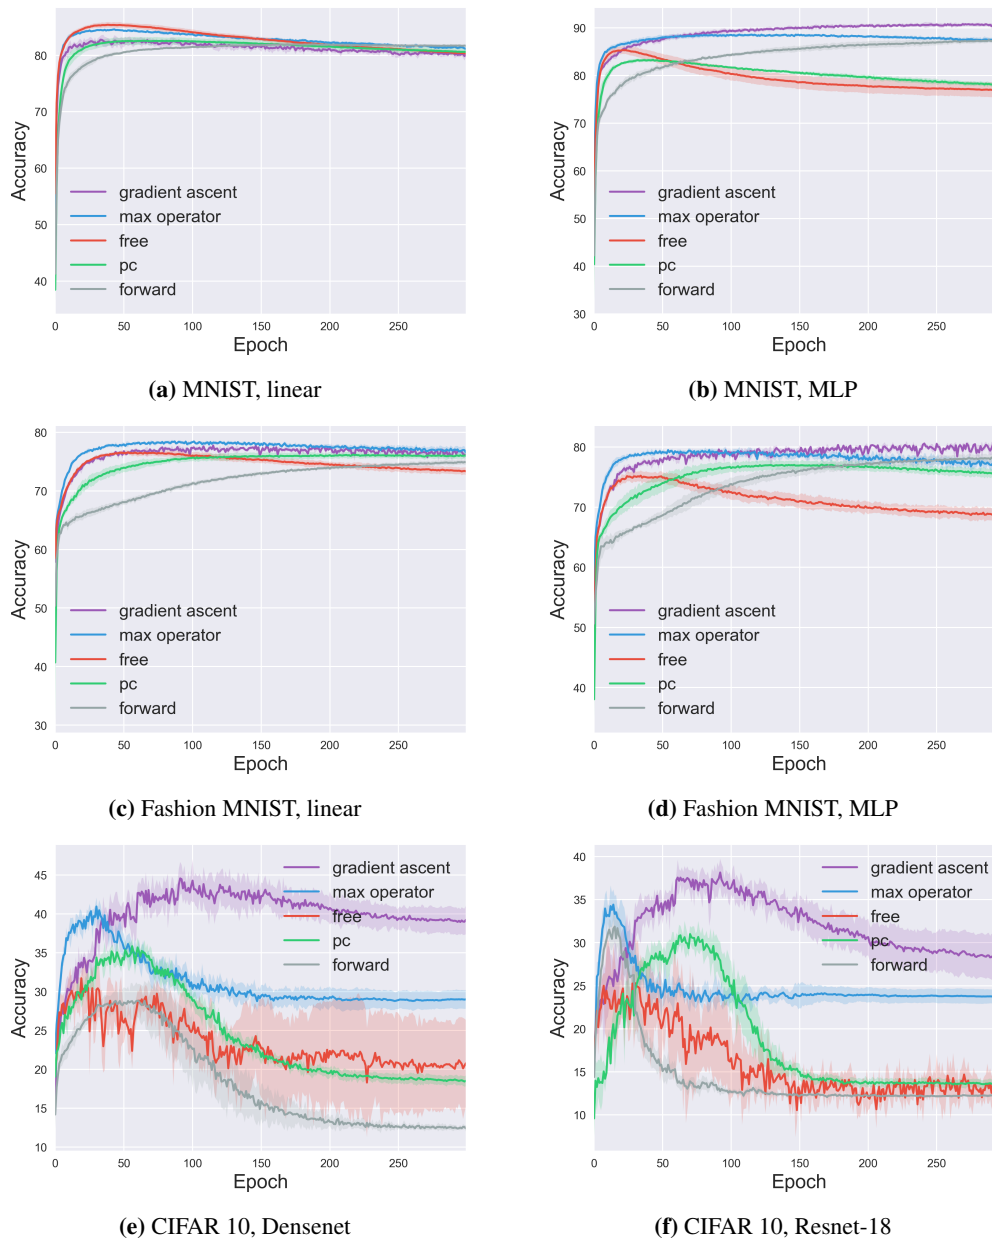 Accuracy
80
70
60
50
40
gradient ascent
max operator
free
pc
forward
0 50 100 150 200 250
Epoch
(a) MNIST, linear
Accuracy
90
80
70
60
50
40
30
gradient ascent
max operator
free
pc
forward
0 50 100 150 200 250
Epoch
(b) MNIST, MLP
Accuracy
80
70
60
50
40
30
gradient ascent
max operator
free
pc
forward
0 50 100 150 200 250
Epoch
(c) Fashion MNIST, linear
Accuracy
80
70
60
50
40
gradient ascent
max operator
free
pc
forward
0 50 100 150 200 250
Epoch
(d) Fashion MNIST, MLP
Accuracy
45
40
35
30
25
20
15
10
gradient ascent
max operator
free
pc
forward
0 50 100 150 200 250
Epoch
(e) CIFAR 10, Densenet
Accuracy
40
35
30
25
20
15
10
gradient ascent
max operator
free
pc
forward
0 50 100 150 200 250
Epoch
(f) CIFAR 10, Resnet-18